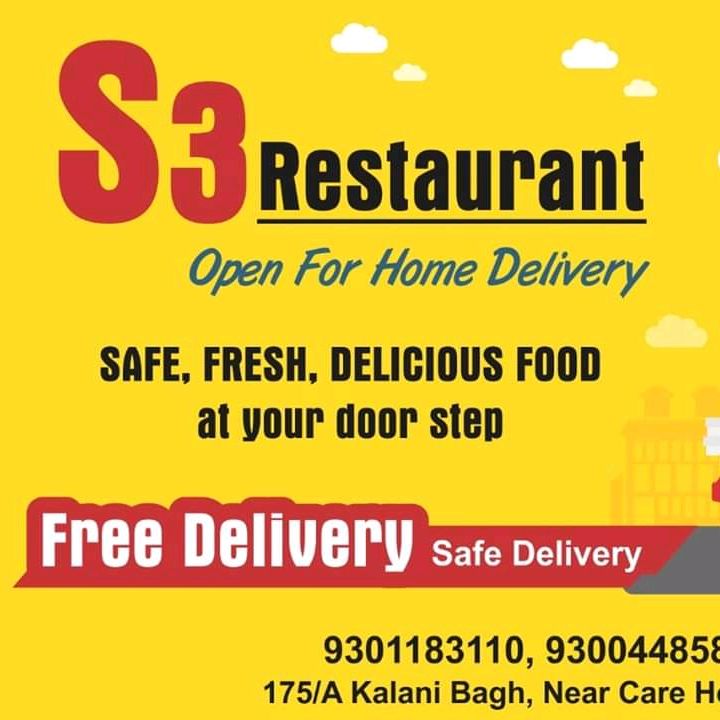 S3 Restaurant
Open For Home Delivery
SAFE, FRESH, DELICIOUS FOOD
at your door step
Free Delivery Safe Delivery
9301183110,
175/A Kalani Bagh, Near Care